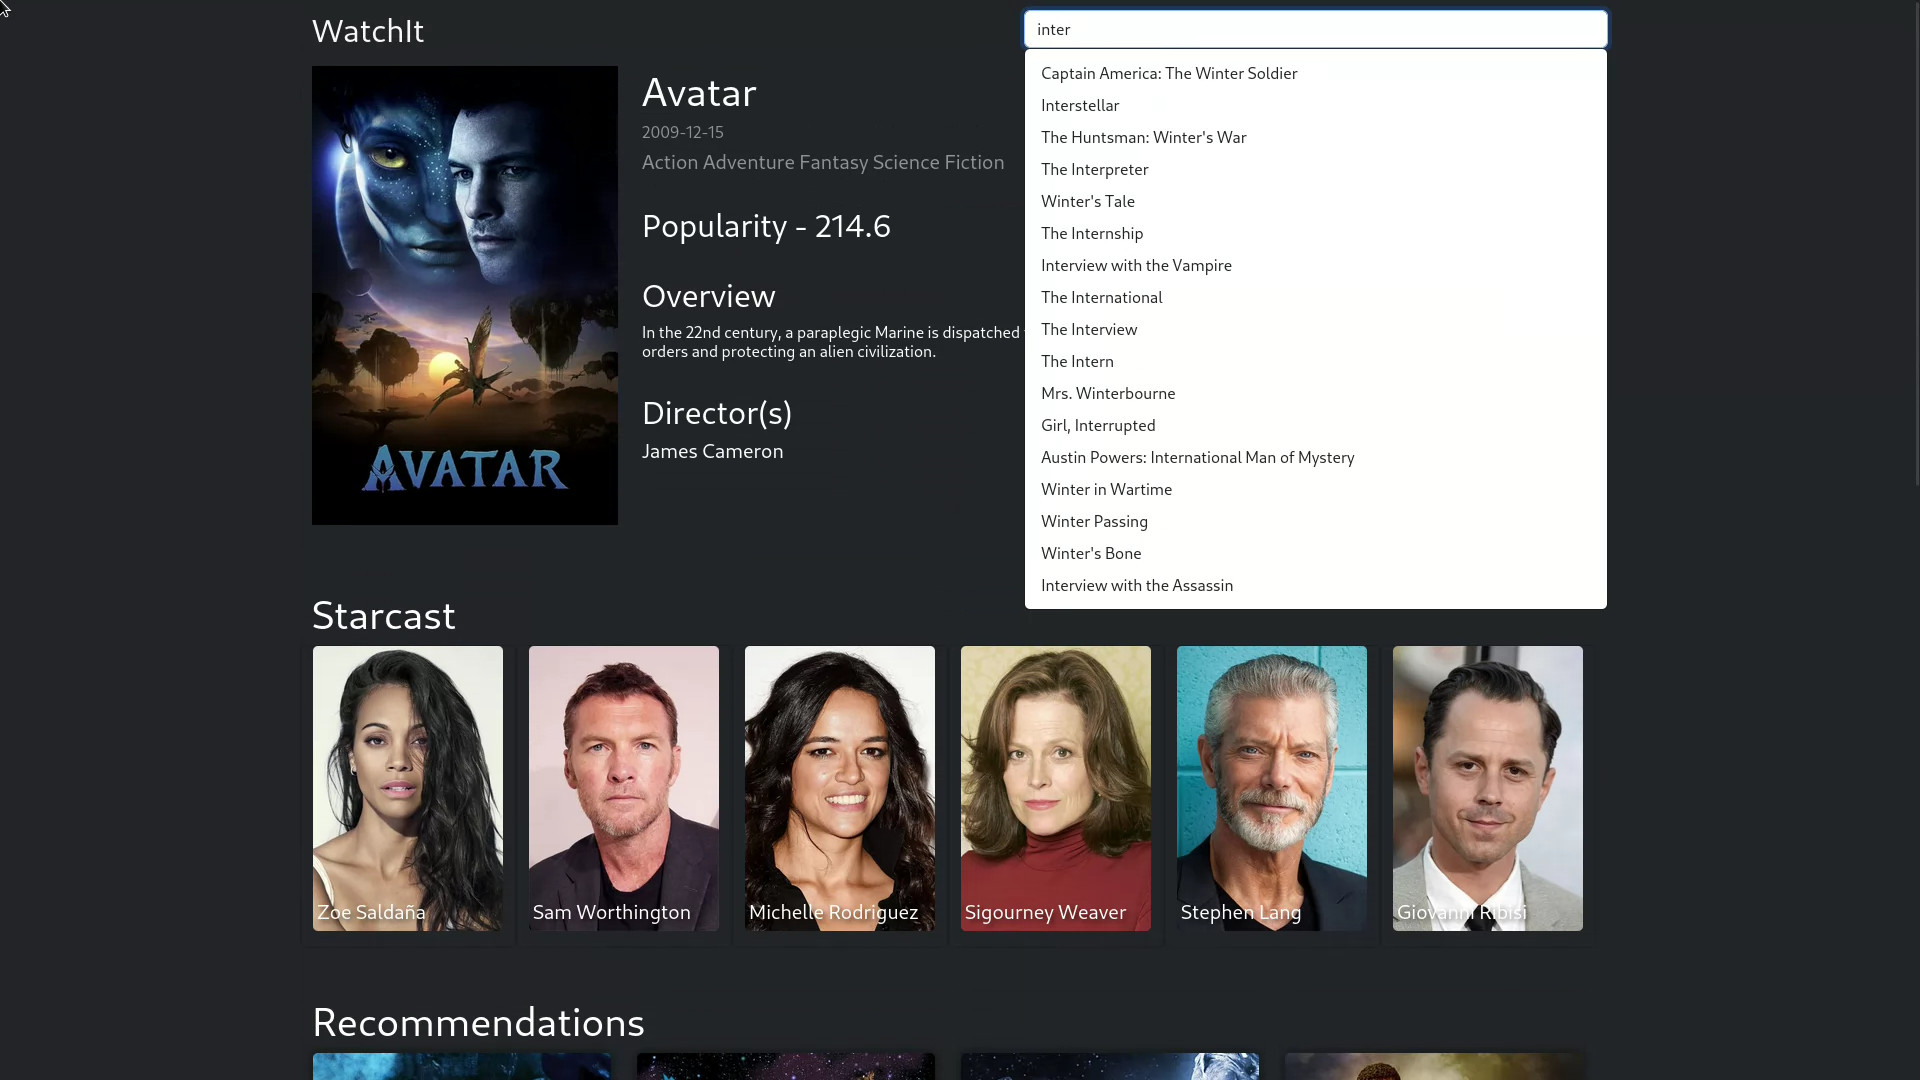 WatchIt
inter
Captain America: The Winter Soldier
Interstellar
The Huntsman: Winter's War
The Interpreter
Winter's Tale
The Internship
Interview with the Vampire
The International
The Interview
The Intern
Mrs. Winterbourne
Girl, Interrupted
Austin Powers: International Man of Mystery
Winter in Wartime
Winter Passing
Winter's Bone
Interview with the Assassin
AVATAR
Avatar
2009-12-15
Action Adventure Fantasy Science Fiction
Popularity - 214.6
Overview
In the 22nd century, a paraplegic Marine is dispatched
orders and protecting an alien civilization.
Director(s)
James Cameron
Starcast
Zoe Saldaña
Sam Worthington
Michelle Rodriguez
Sigourney Weaver
Stephen Lang
Giovanni Ribisi
Recommendations